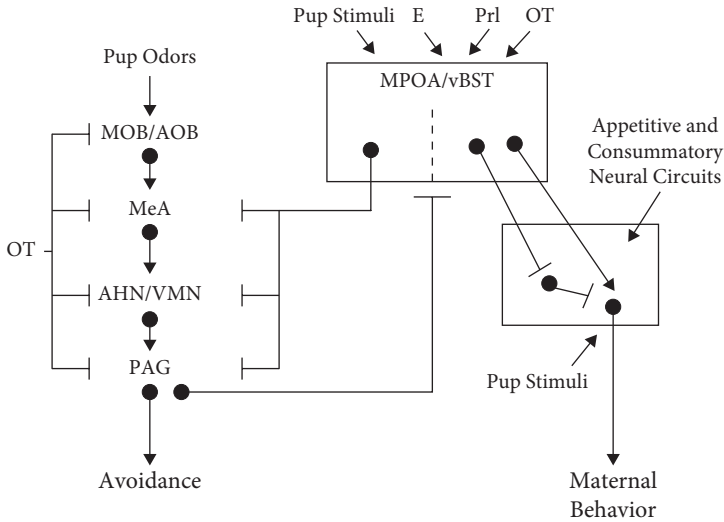 Pup Stimuli E Prl OT
Pup Odors
MPOA/vBST
MOB/AOB
Appetitive and
Consummatory
Neural Circuits
MeA
OT
AHN/VMN
PAG
Pup Stimuli
Avoidance
Maternal
Behavior